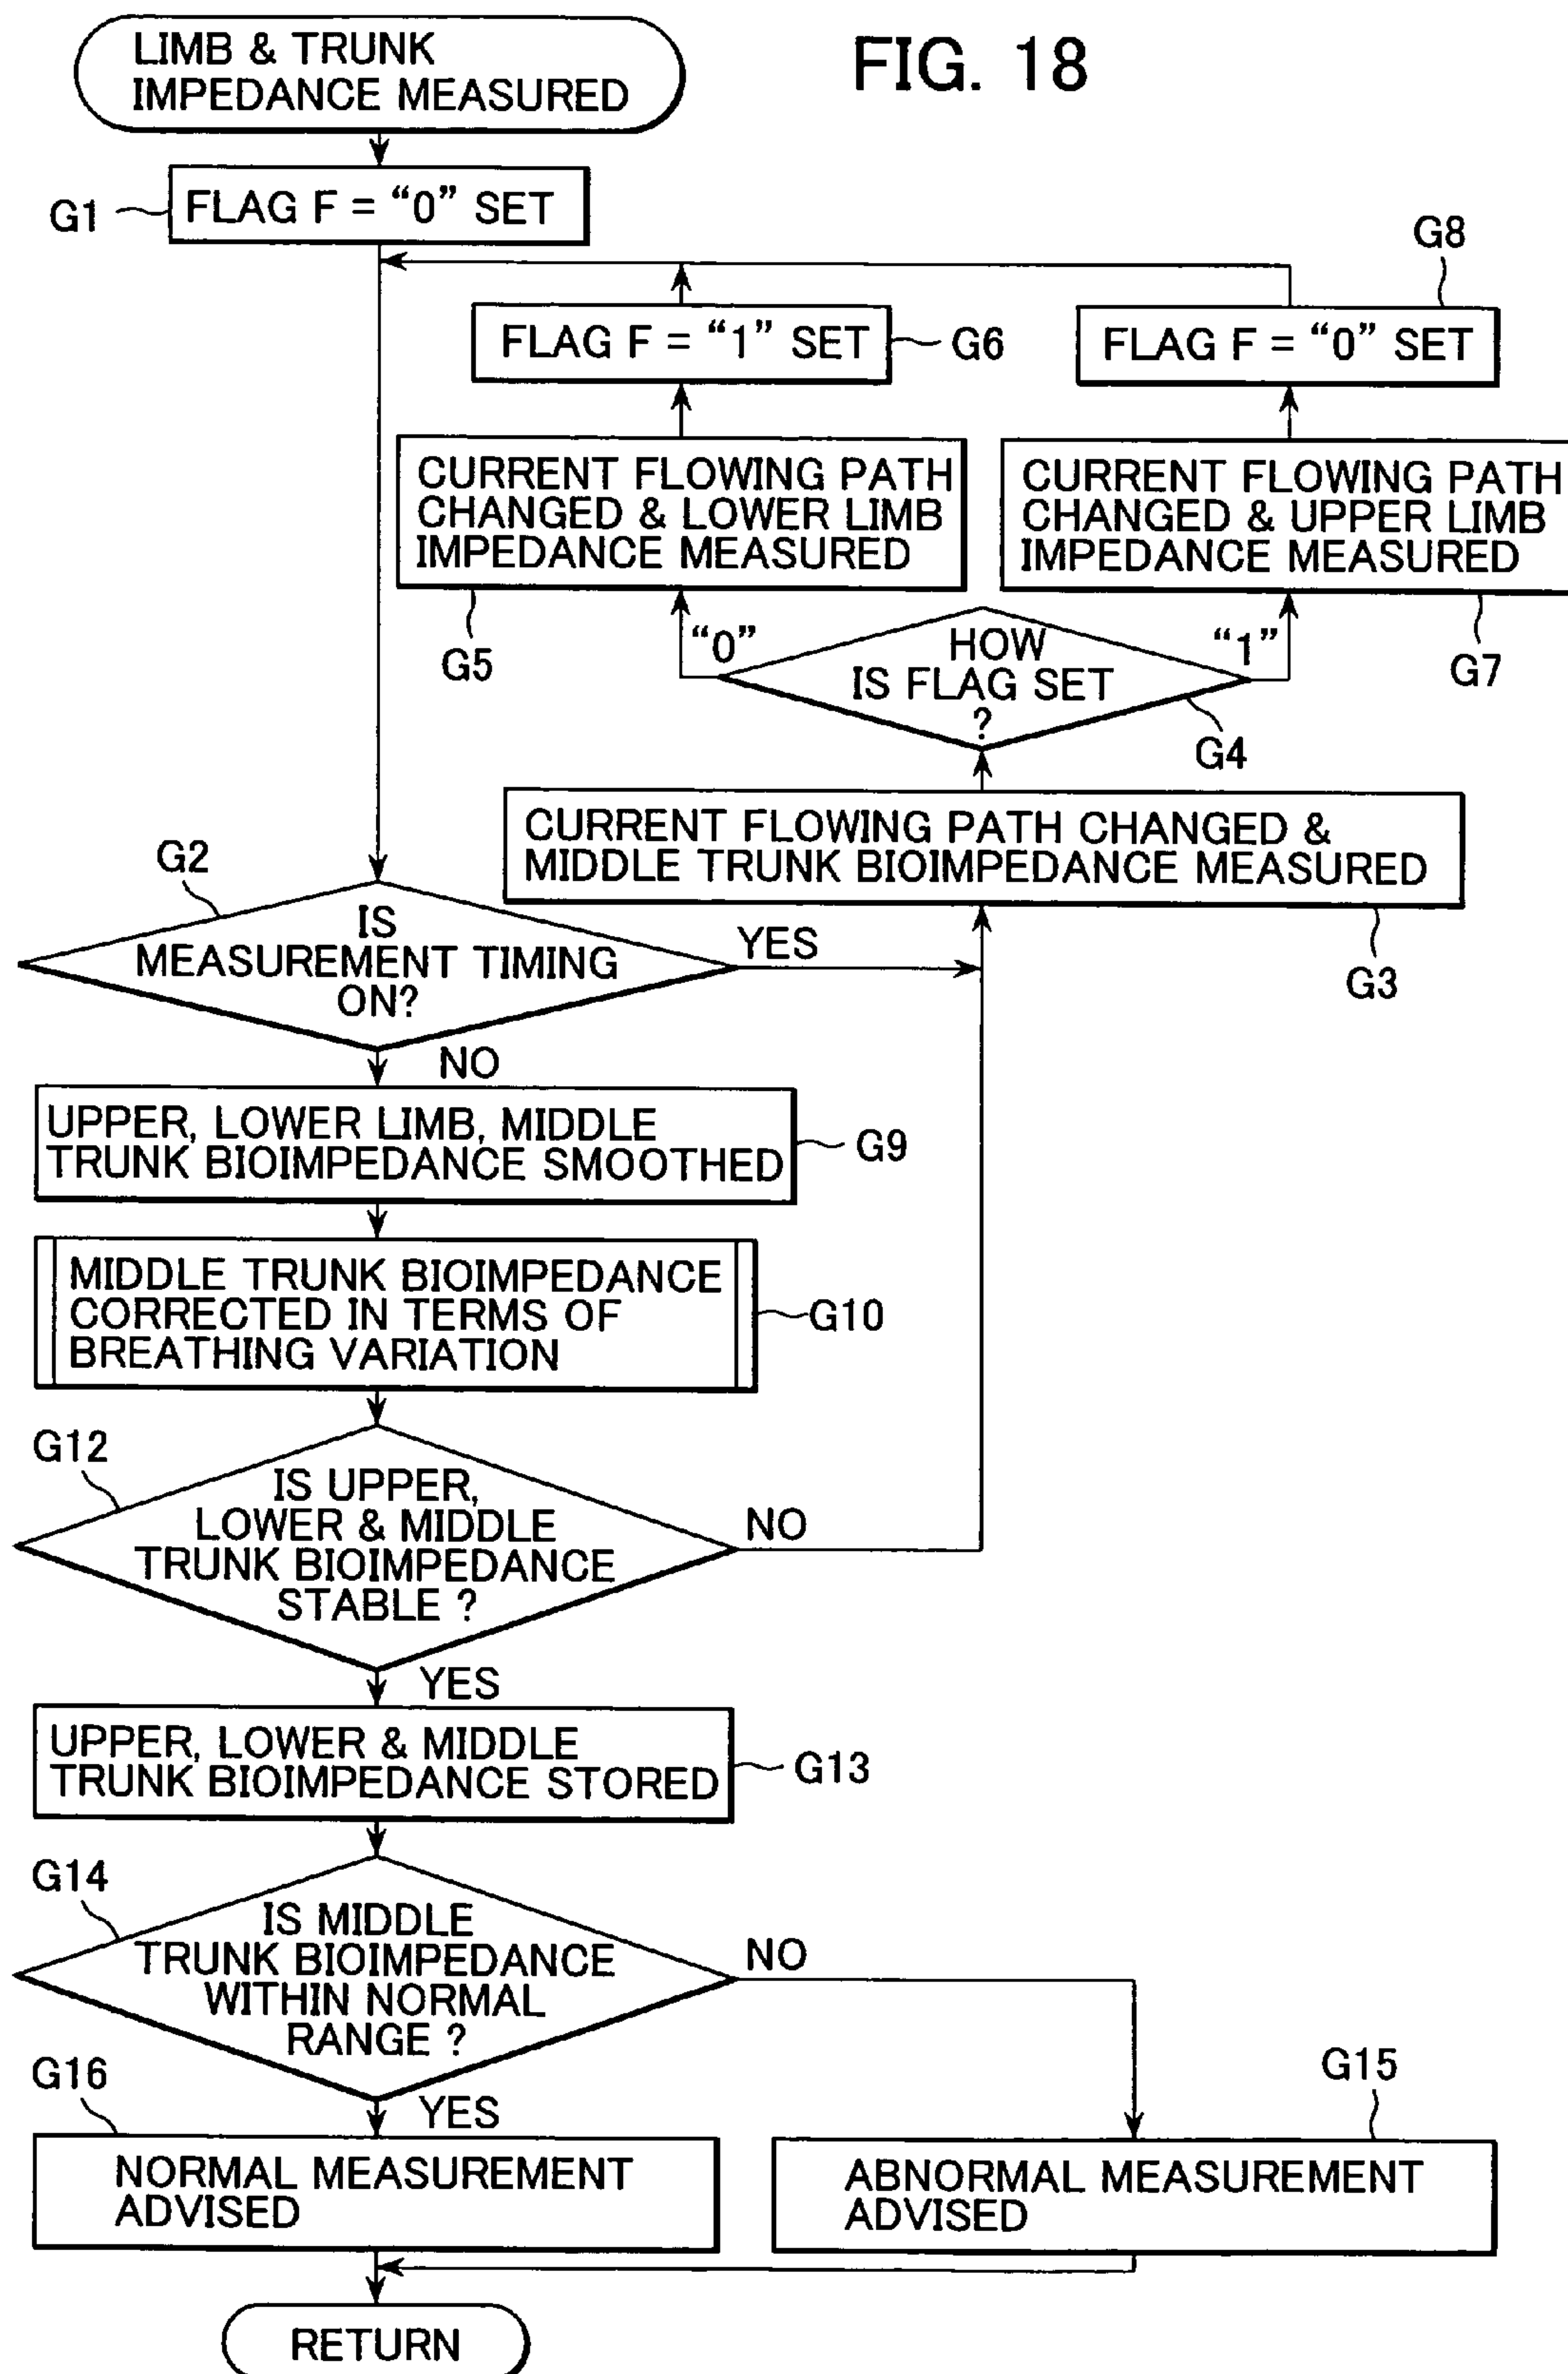 FIG. 18
LIMB & TRUNK
IMPEDANCE MEASURED
G1
FLAG F = “0” SET
G8
FLAG F = “1” SET
G6
FLAG F = “0” SET
CURRENT FLOWING PATH
CHANGED & LOWER LIMB
IMPEDANCE MEASURED
CURRENT FLOWING PATH
CHANGED & UPPER LIMB
IMPEDANCE MEASURED
G5
“0”
HOW
IS FLAG SET
?
“1”
G7
G4
CURRENT FLOWING PATH CHANGED &
MIDDLE TRUNK BIOIMPEDANCE MEASURED
G3
G2
IS
MEASUREMENT TIMING
ON?
YES
NO
UPPER, LOWER LIMB, MIDDLE
TRUNK BIOIMPEDANCE SMOOTHED
G9
MIDDLE TRUNK BIOIMPEDANCE
CORRECTED IN TERMS OF
BREATHING VARIATION
G10
G12
IS UPPER,
LOWER & MIDDLE
TRUNK BIOIMPEDANCE
STABLE ?
NO
YES
UPPER, LOWER & MIDDLE
TRUNK BIOIMPEDANCE STORED
G13
G14
IS MIDDLE
TRUNK BIOIMPEDANCE
WITHIN NORMAL
RANGE ?
NO
YES
G16
NORMAL MEASUREMENT
ADVISED
G15
ABNORMAL MEASUREMENT
ADVISED
RETURN